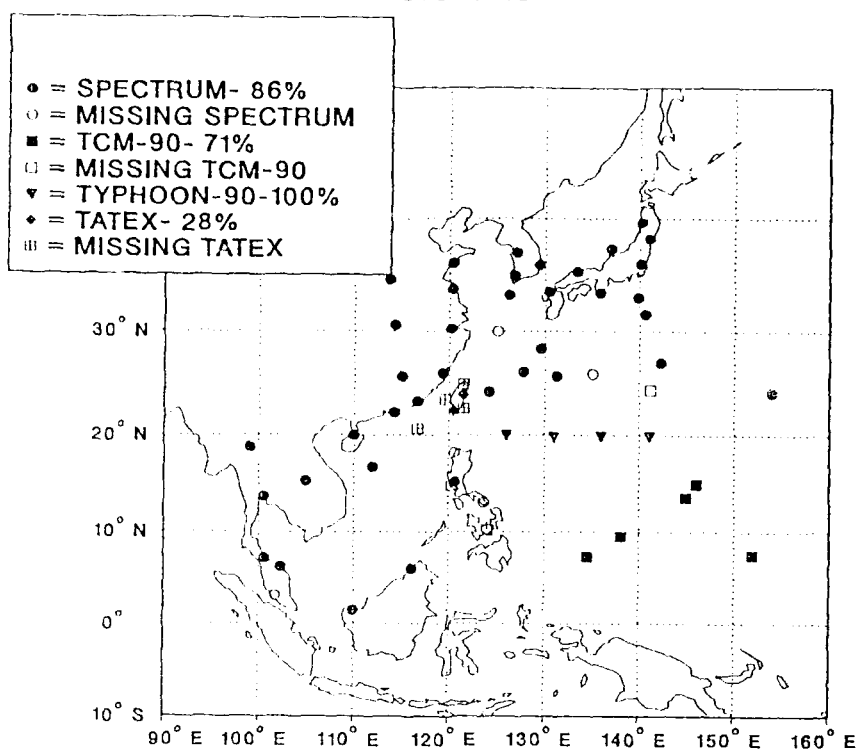 ● = SPECTRUM- 86%
○ = MISSING SPECTRUM
■ = TCM-90- 71%
□ = MISSING TCM-90
▼ = TYPHOON-90-100%
◆ = TATEX- 28%
⊞ = MISSING TATEX
30° N
20° N
10° N
0°
10° S
90° E 100° E 110° E 120° E 130° E 140° E 150° E 160° E